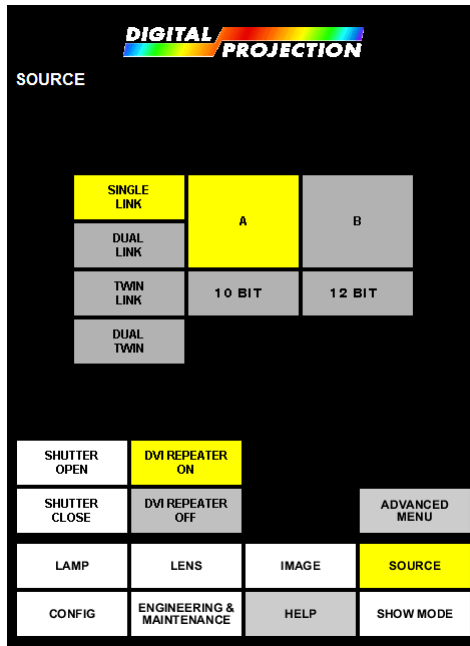 DIGITAL
PROJECTION
SOURCE
SINGLE
LINK
A
B
DUAL
LINK
TWIN
LINK
10 BIT
12 BIT
DUAL
TWIN
SHUTTER
OPEN
DVI REPEATER
ON
SHUTTER
CLOSE
DVI REPEATER
OFF
ADVANCED
MENU
LAMP
LENS
IMAGE
SOURCE
CONFIG
ENGINEERING &
MAINTENANCE
HELP
SHOW MODE